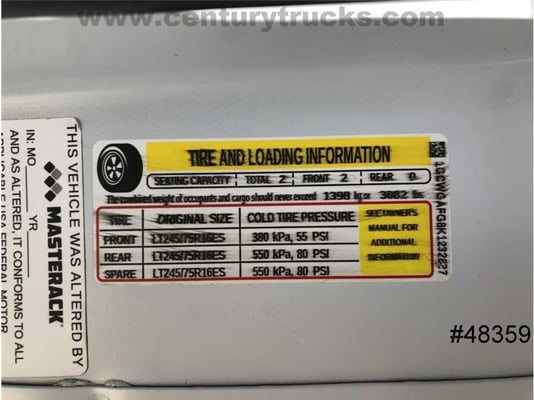 www.centurytrucks.com
TIRE AND LOADING INFORMATION
SEATING CAPACITY TOTAL 2 FRONT 2 REAR 0
The combined weight of occupants and cargo should never exceed 1398 kg or 3082 lbs.
TIRE ORIGINAL SIZE COLD TIRE PRESSURE
FRONT LT245/75R16ES 380 kPa, 55 PSI
REAR LT245/75R16ES 550 kPa, 80 PSI
SPARE LT245/75R16ES 550 kPa, 80 PSI
SEE OWNER'S
MANUAL FOR
ADDITIONAL
INFORMATION
THIS VEHICLE WAS ALTERED BY
MASTERACK
IN: MO YR
AND AS ALTERED, IT CONFORMS TO ALL
APPLICABLE USA FEDERAL MOTOR
#48359